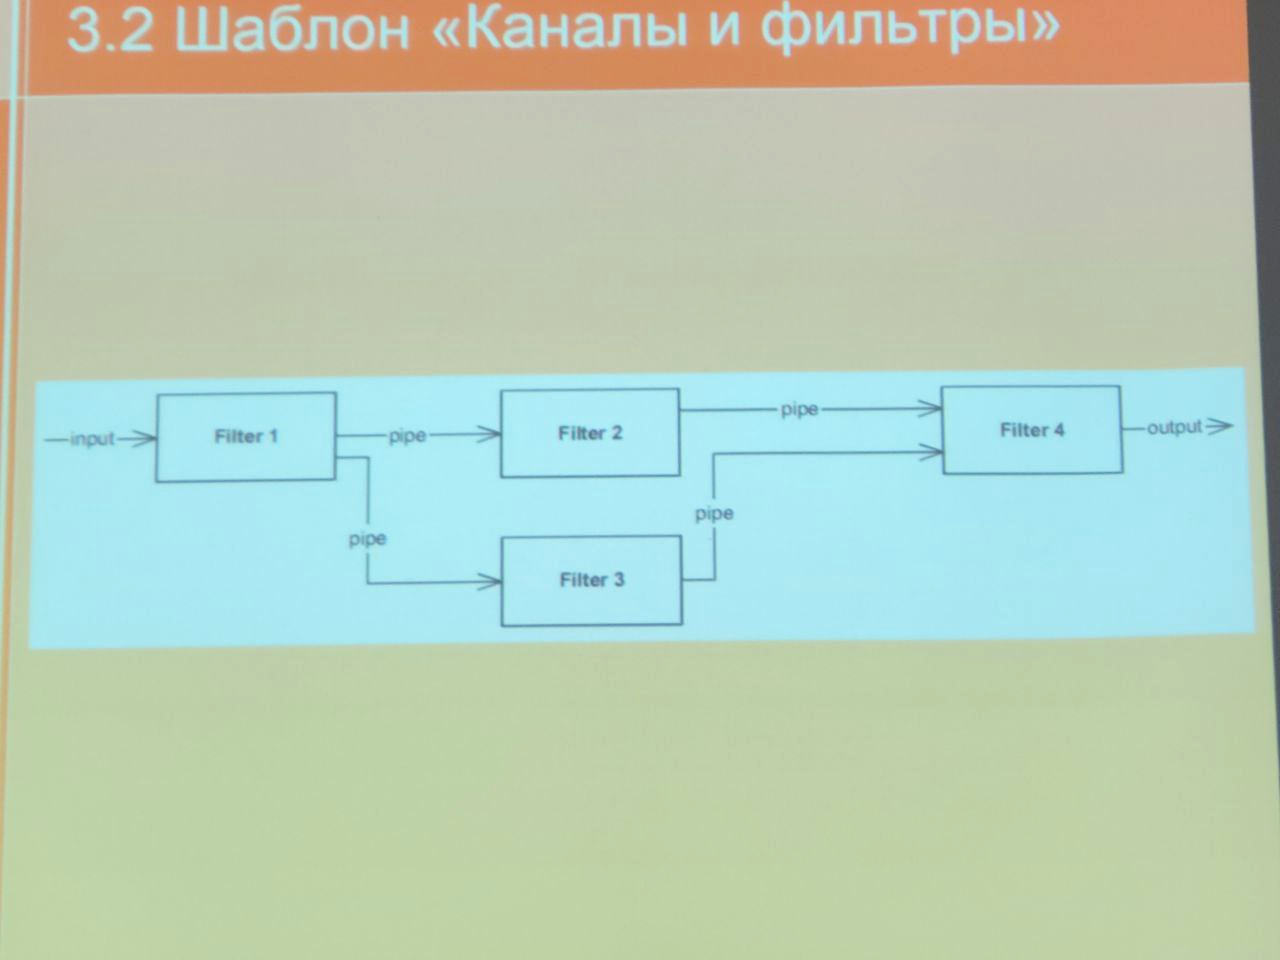 3.2 Шаблон «Каналы и фильтры»
input
Filter 1
pipe
Filter 2
pipe
Filter 4
output
pipe
pipe
Filter 3